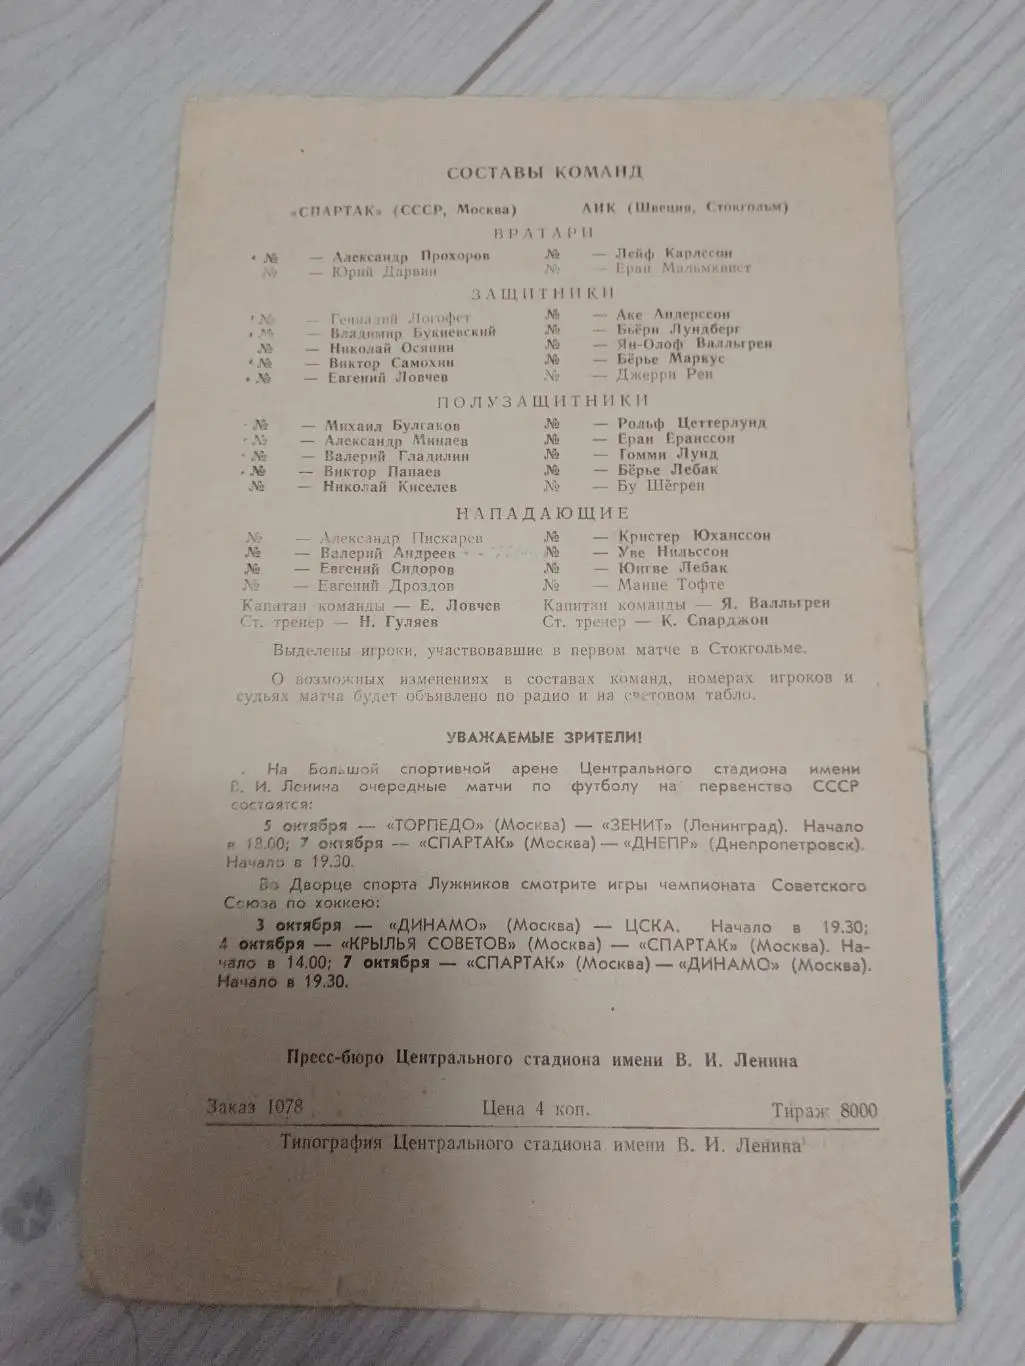 СОСТАВЫ КОМАНД
«СПАРТАК» (СССР, Москва) АИК (Швеция, Стокгольм)
ВРАТАРИ
№ — Александр Прохоров № — Лейф Карлссон
№ — Юрий Дарвин № — Еран Мальмквист
ЗАЩИТНИКИ
№ — Геннадий Логофет № — Аке Андерссон
№ — Владимир Букиевский № — Бьёрн Лундберг
№ — Николай Осянин № — Ян-Олоф Валльгрен
№ — Виктор Самохин № — Бёрье Маркус
№ — Евгений Ловчев № — Джерри Рен
ПОЛУЗАЩИТНИКИ
№ — Михаил Булгаков № — Рольф Цеттерлунд
№ — Александр Минаев № — Еран Еранссон
№ — Валерий Гладилин № — Томми Лунд
№ — Виктор Папаев № — Бёрье Лебак
№ — Николай Киселев № — Бу Шёгрен
НАПАДАЮЩИЕ
№ — Александр Пискарев № — Кристер Юханссон
№ — Валерий Андреев № — Уве Нильссон
№ — Евгений Сидоров № — Юнгве Лебак
№ — Евгений Дроздов № — Манне Тофте
Капитан команды — Е. Ловчев Капитан команды — Я. Валльгрен
Ст. тренер — Н. Гуляев Ст. тренер — К. Спарджон
Выделены игроки, участвовавшие в первом матче в Стокгольме.
О возможных изменениях в составах команд, номерах игроков и
судьях матча будет объявлено по радио и на световом табло.
УВАЖАЕМЫЕ ЗРИТЕЛИ!
На Большой спортивной арене Центрального стадиона имени
В. И. Ленина очередные матчи по футболу на первенство СССР
состоятся:
5 октября — «ТОРПЕДО» (Москва) — «ЗЕНИТ» (Ленинград). Начало
в 18.00; 7 октября — «СПАРТАК» (Москва) — «ДНЕПР» (Днепропетровск).
Начало в 19.30.
Во Дворце спорта Лужников смотрите игры чемпионата Советского
Союза по хоккею:
3 октября — «ДИНАМО» (Москва) — ЦСКА. Начало в 19.30;
4 октября — «КРЫЛЬЯ СОВЕТОВ» (Москва) — «СПАРТАК» (Москва). На-
чало в 14.00; 7 октября — «СПАРТАК» (Москва) — «ДИНАМО» (Москва).
Начало в 19.30.
Пресс-бюро Центрального стадиона имени В. И. Ленина
Заказ 1078 Цена 4 коп. Тираж 8000
Типография Центрального стадиона имени В. И. Ленина